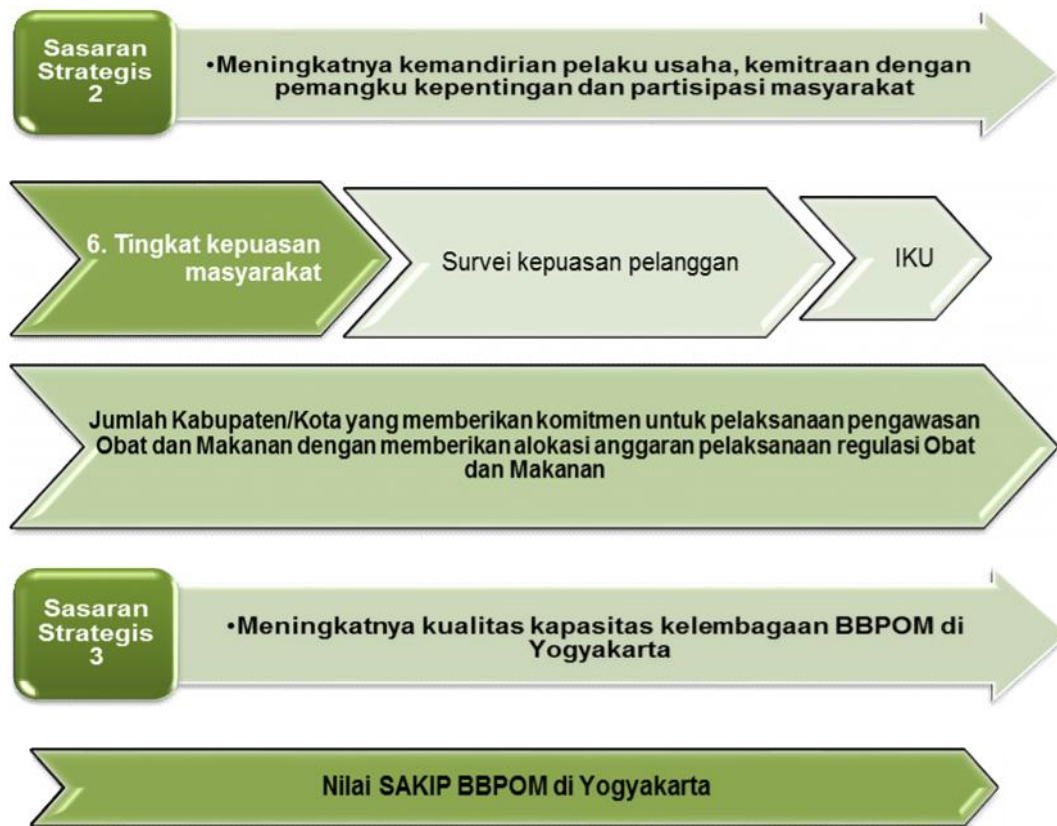 Sasaran
Strategis
2
•Meningkatnya kemandirian pelaku usaha, kemitraan dengan
pemangku kepentingan dan partisipasi masyarakat
6. Tingkat kepuasan
masyarakat
Survei kepuasan pelanggan
IKU
Jumlah Kabupaten/Kota yang memberikan komitmen untuk pelaksanaan pengawasan
Obat dan Makanan dengan memberikan alokasi anggaran pelaksanaan regulasi Obat
dan Makanan
Sasaran
Strategis
3
•Meningkatnya kualitas kapasitas kelembagaan BBPOM di
Yogyakarta
Nilai SAKIP BBPOM di Yogyakarta